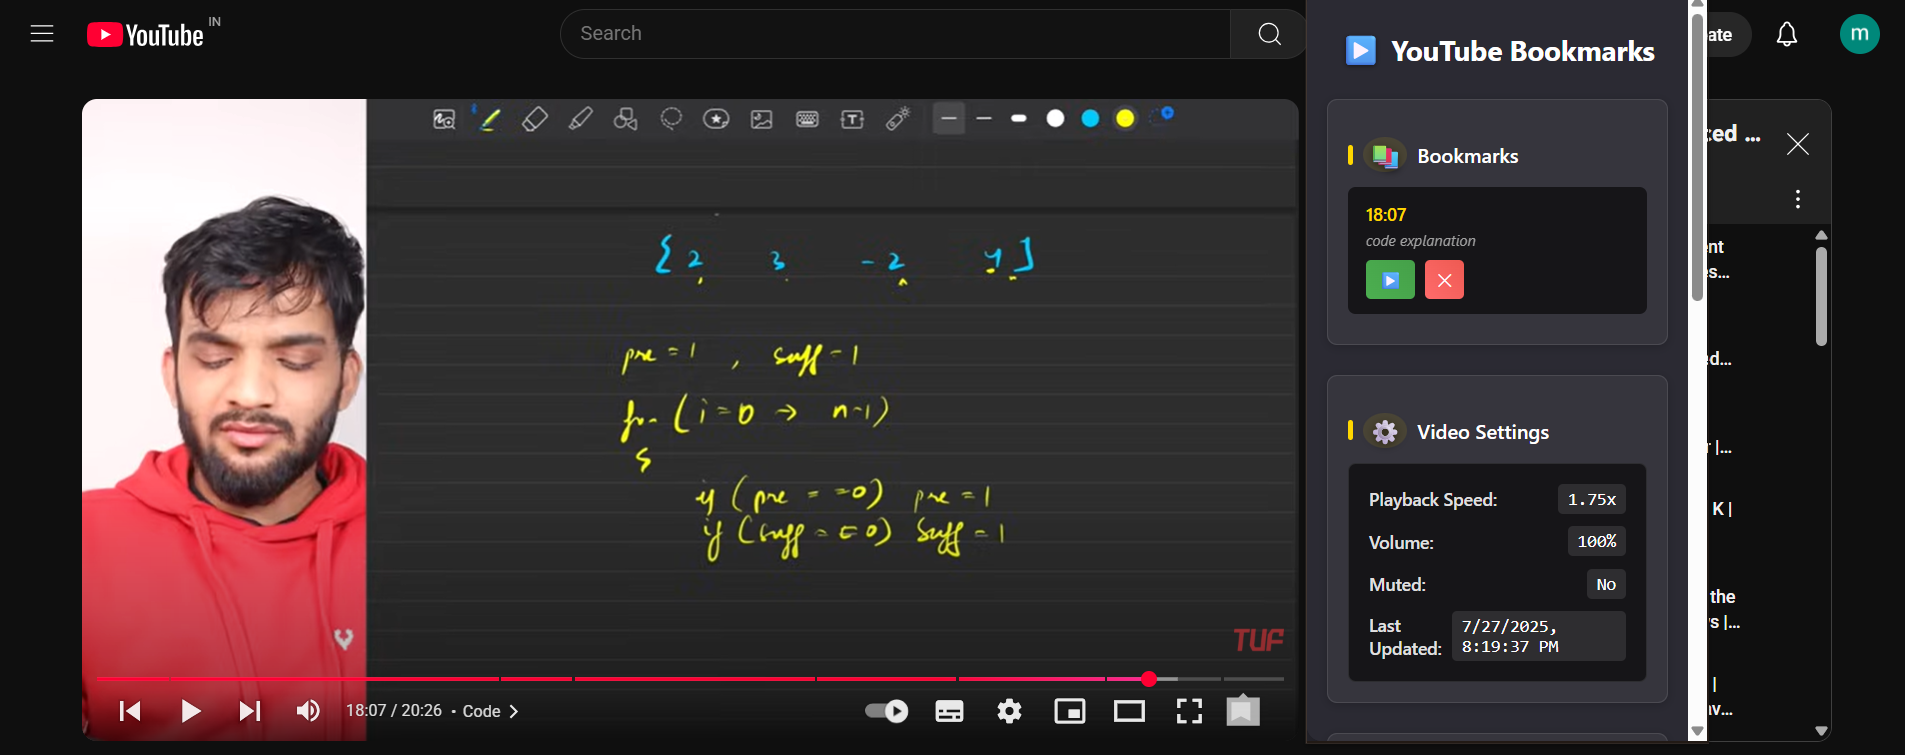 YouTube IN
Search
ate
m
{ 2 3 -2 4 ]
pre = 1 , suff = 1
for (i=0 → n-1)
{
if (pre == 0) pre = 1
if (suff == 0) suff = 1
TUF
18:07 / 20:26 • Code
YouTube Bookmarks
Bookmarks
18:07
code explanation
Video Settings
Playback Speed: 1.75x
Volume: 100%
Muted: No
Last Updated: 7/27/2025, 8:19:37 PM
ced ...
nt
s...
d...
r |...
K |
the
's |...
|
av...